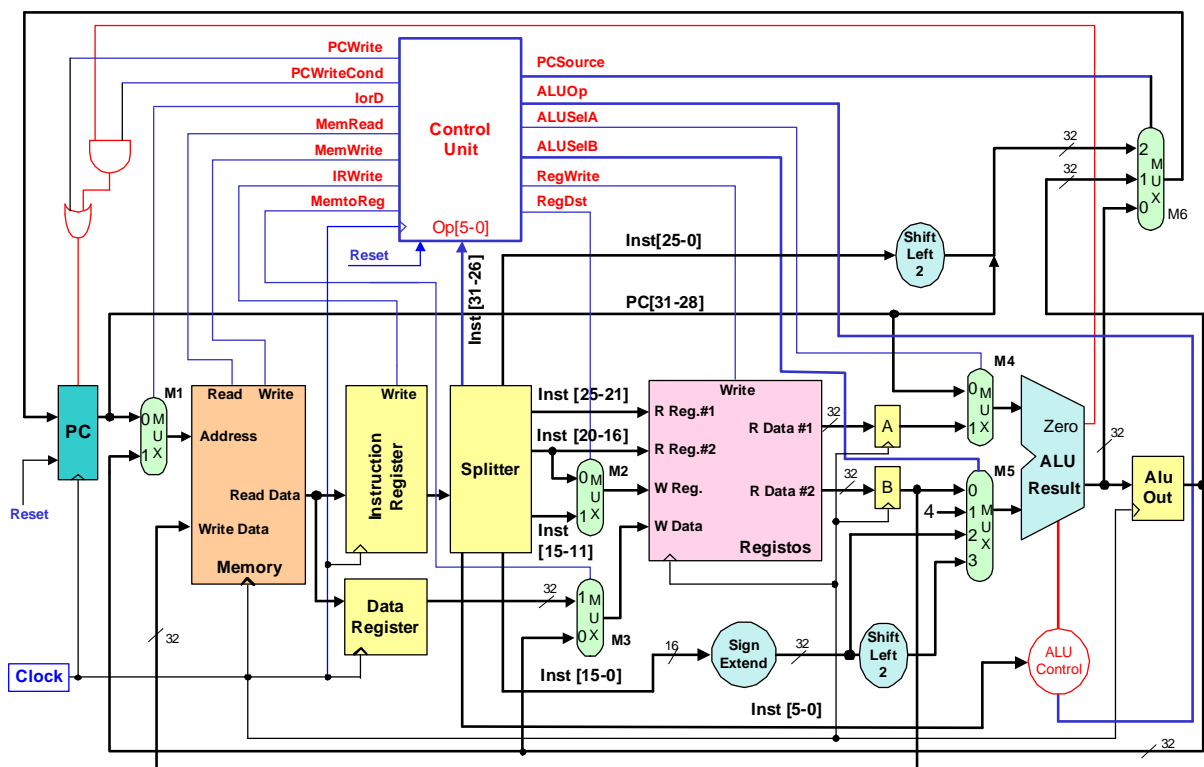 PCWrite
PCWriteCond
IorD
MemRead
MemWrite
IRWrite
MemtoReg
Control
Unit
Op[5-0]
PCSource
ALUOp
ALUSelA
ALUSelB
RegWrite
RegDst
Reset
Inst [31-26]
Inst[25-0]
Shift
Left
2
PC[31-28]
32
32
2
1
0
M
U
X
M6
PC
Reset
M1
0
1
M
U
X
Read
Write
Address
Read Data
Write Data
Memory
32
Write
Instruction
Register
Data
Register
Splitter
Inst [25-21]
Inst [20-16]
Inst
[15-11]
M2
0
1
M
U
X
32
1
0
M
U
X
M3
Write
R Reg.#1
R Reg.#2
W Reg.
W Data
R Data #1
R Data #2
Registos
32
32
A
B
M4
0
1
M
U
X
M5
4
0
1
2
3
M
U
X
Zero
ALU
Result
32
Alu
Out
Inst [15-0]
16
Sign
Extend
32
Shift
Left
2
ALU
Control
Inst [5-0]
Clock
32